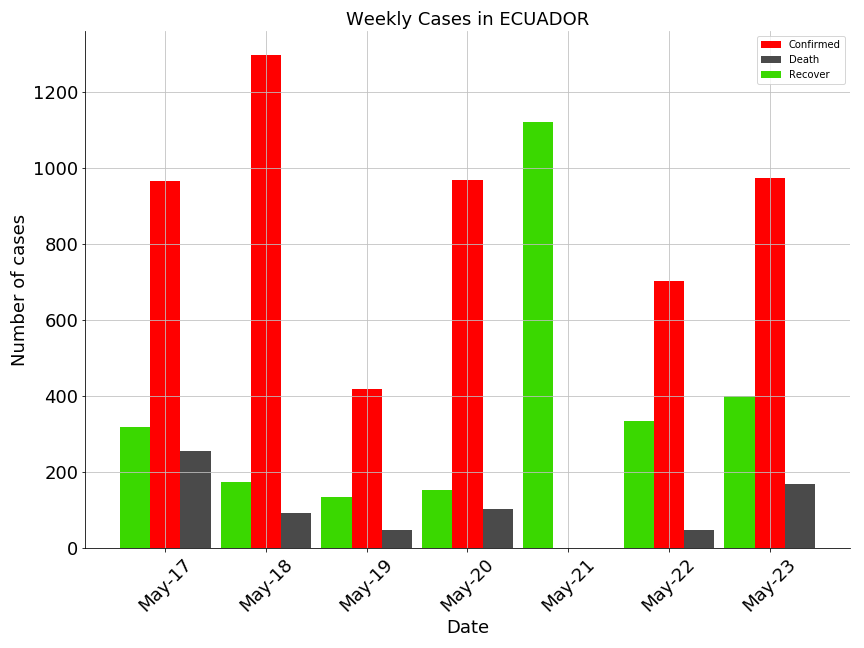 Weekly Cases in ECUADOR
Confirmed
Death
Recover
Number of cases
1200
1000
800
600
400
200
0
May-17
May-18
May-19
May-20
May-21
May-22
May-23
Date